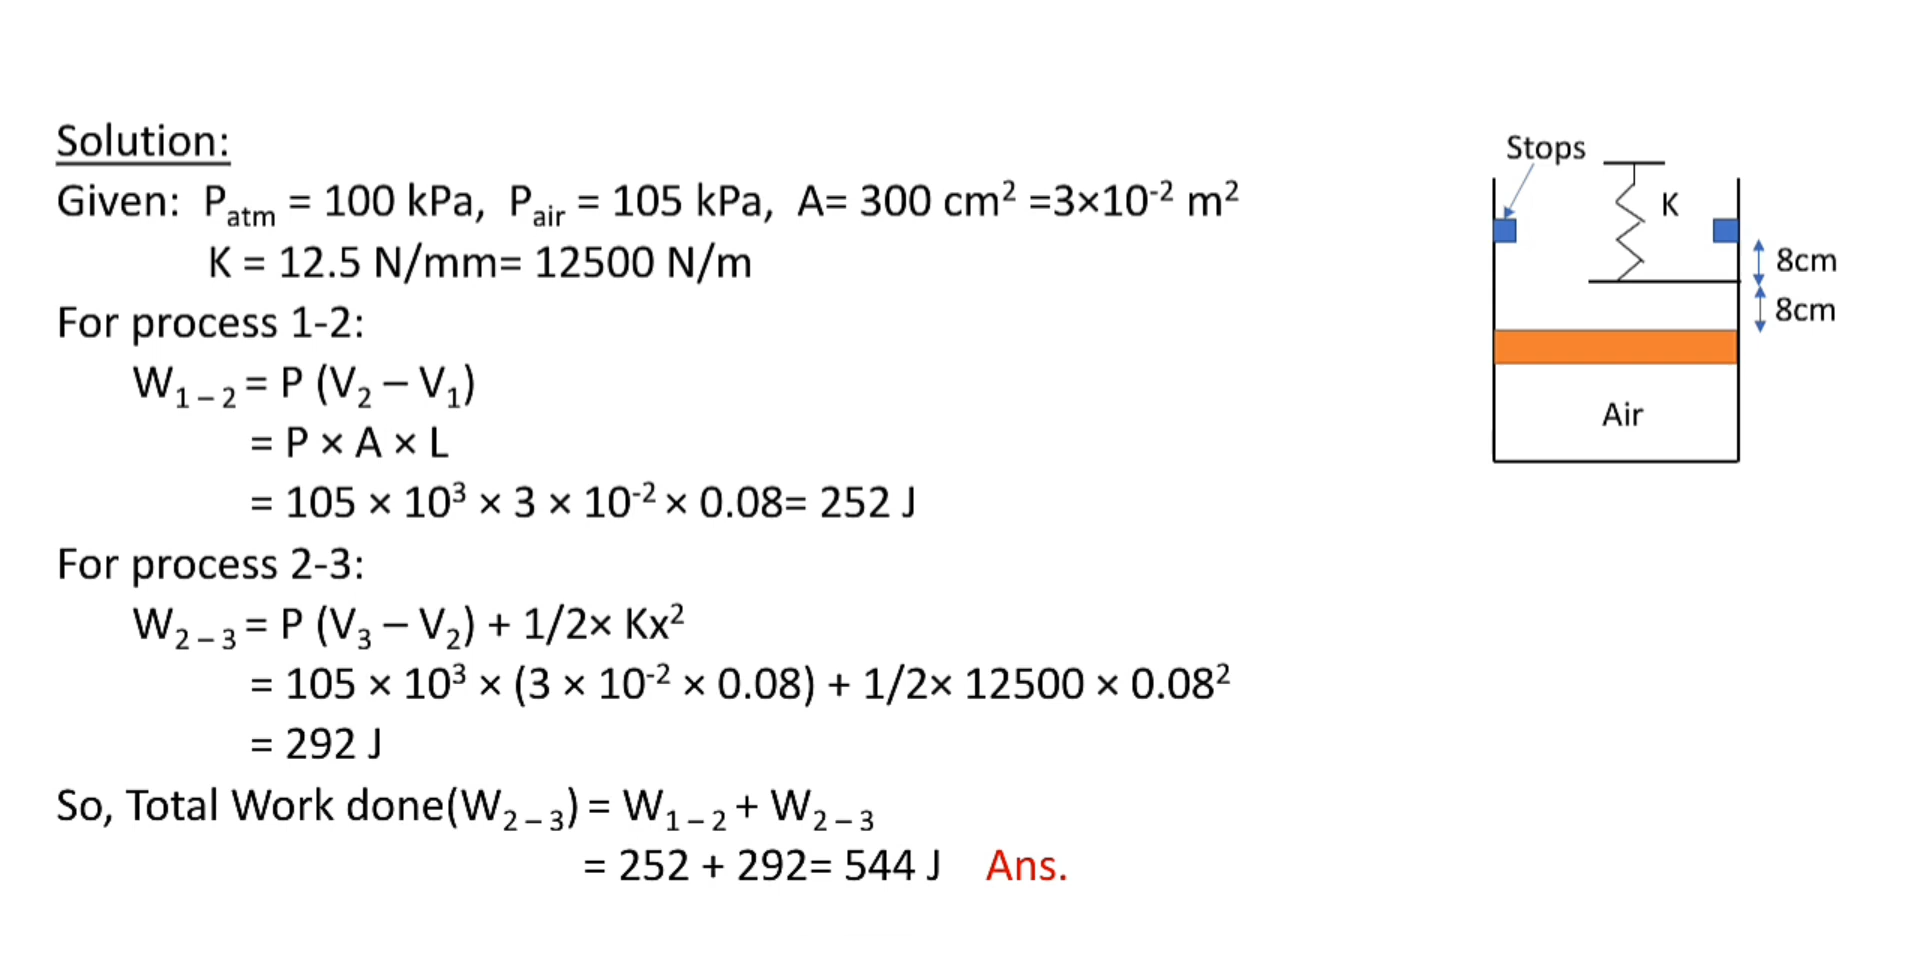 Solution:
Given: Pₐₜₘ = 100 kPa, Pₐᵢᵣ = 105 kPa, A= 300 cm² =3×10⁻² m²
K = 12.5 N/mm= 12500 N/m
For process 1-2:
W₁₋₂ = P (V₂ – V₁)
= P × A × L
= 105 × 10³ × 3 × 10⁻² × 0.08= 252 J
For process 2-3:
W₂₋₃ = P (V₃ – V₂) + 1/2× Kx²
= 105 × 10³ × (3 × 10⁻² × 0.08) + 1/2× 12500 × 0.08²
= 292 J
So, Total Work done(W₂₋₃) = W₁₋₂ + W₂₋₃
= 252 + 292= 544 J Ans.
Stops
K
8cm
8cm
Air